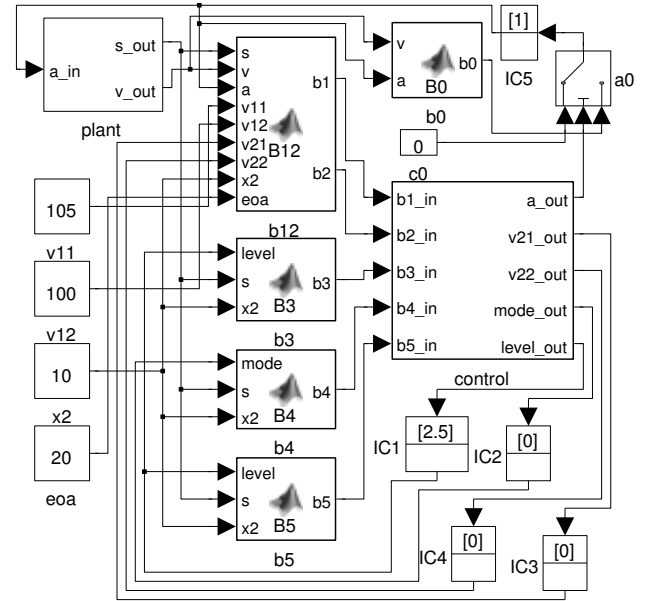 a_in
s_out
v_out
plant
s
v
a
v11
v12
v21
v22
x2
eoa
B12
b1
b2
b12
v
a
B0
b0
b0
[1]
IC5
a0
0
c0
105
v11
100
v12
10
x2
20
eoa
level
s
x2
B3
b3
b3
mode
s
x2
B4
b4
b4
level
s
x2
B5
b5
b5
b1_in
b2_in
b3_in
b4_in
b5_in
a_out
v21_out
v22_out
mode_out
level_out
control
[2.5]
IC1
[0]
IC2
[0]
IC4
[0]
IC3